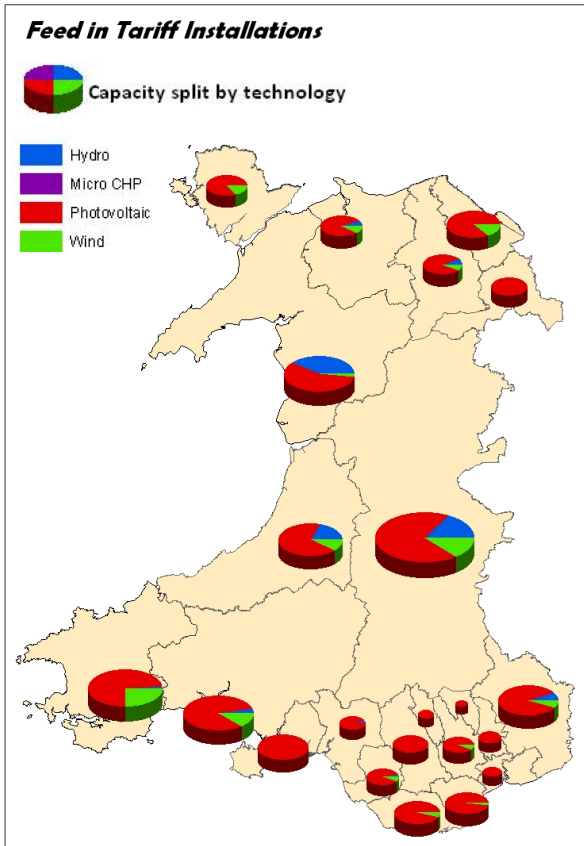 Feed in Tariff Installations
Capacity split by technology
Hydro
Micro CHP
Photovoltaic
Wind